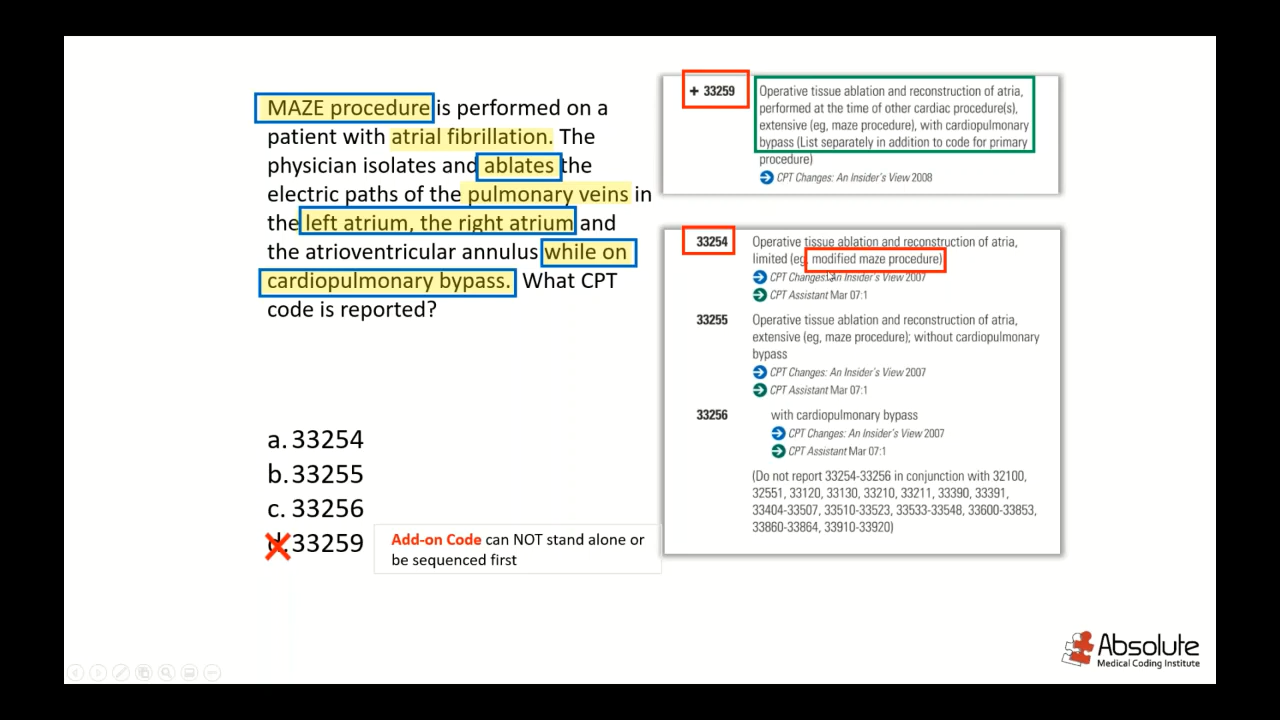 MAZE procedure is performed on a
patient with atrial fibrillation. The
physician isolates and ablates the
electric paths of the pulmonary veins in
the left atrium, the right atrium and
the atrioventricular annulus while on
cardiopulmonary bypass. What CPT
code is reported?
a. 33254
b. 33255
c. 33256
d. 33259
Add-on Code can NOT stand alone or
be sequenced first
+ 33259 Operative tissue ablation and reconstruction of atria,
performed at the time of other cardiac procedure(s),
extensive (eg, maze procedure), with cardiopulmonary
bypass (List separately in addition to code for primary
procedure)
CPT Changes: An Insider's View 2008
33254 Operative tissue ablation and reconstruction of atria,
limited (eg, modified maze procedure)
CPT Changes: An Insider's View 2007
CPT Assistant Mar 07:1
33255 Operative tissue ablation and reconstruction of atria,
extensive (eg, maze procedure); without cardiopulmonary
bypass
CPT Changes: An Insider's View 2007
CPT Assistant Mar 07:1
33256 with cardiopulmonary bypass
CPT Changes: An Insider's View 2007
CPT Assistant Mar 07:1
(Do not report 33254-33256 in conjunction with 32100,
32551, 33120, 33130, 33210, 33211, 33390, 33391,
33404-33507, 33510-33523, 33533-33548, 33600-33853,
33860-33864, 33910-33920)
Absolute
Medical Coding Institute